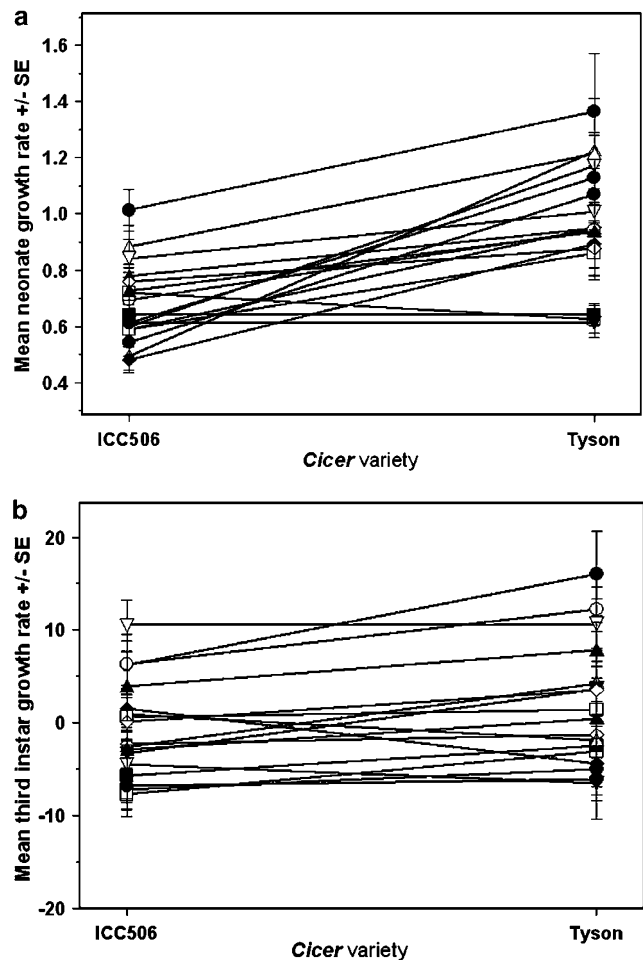 a
Mean neonate growth rate +/- SE
1.6
1.4
1.2
1.0
0.8
0.6
0.4
ICC506
Tyson
Cicer variety
b
Mean third instar growth rate +/- SE
20
10
0
-10
-20
ICC506
Tyson
Cicer variety